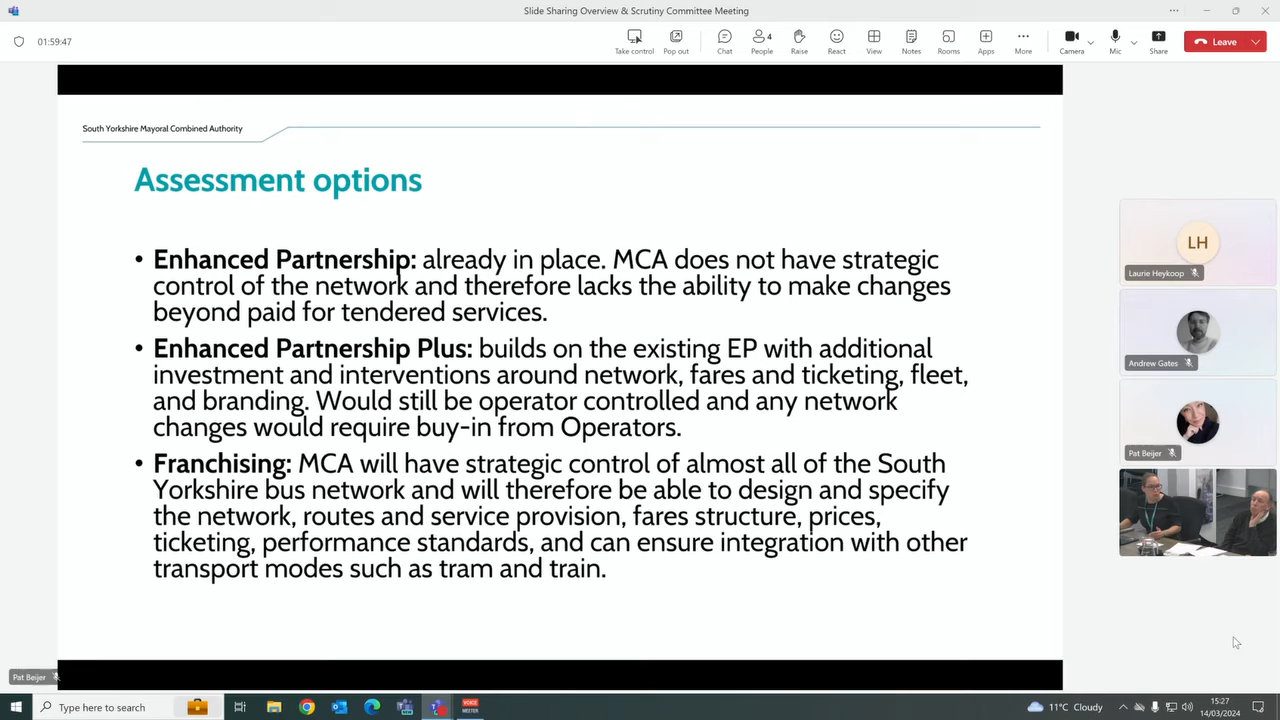 Slide Sharing Overview & Scrutiny Committee Meeting
01:59:47
Take control
Pop out
Chat
4
People
Raise
React
View
Notes
Rooms
Apps
More
Camera
Mic
Share
Leave
South Yorkshire Mayoral Combined Authority
Assessment options
• Enhanced Partnership: already in place. MCA does not have strategic
control of the network and therefore lacks the ability to make changes
beyond paid for tendered services.
• Enhanced Partnership Plus: builds on the existing EP with additional
investment and interventions around network, fares and ticketing, fleet,
and branding. Would still be operator controlled and any network
changes would require buy-in from Operators.
• Franchising: MCA will have strategic control of almost all of the South
Yorkshire bus network and will therefore be able to design and specify
the network, routes and service provision, fares structure, prices,
ticketing, performance standards, and can ensure integration with other
transport modes such as tram and train.
LH
Laurie Heykoop
Andrew Gates
Pat Beijer
Pat Beijer
Type here to search
11°C Cloudy
15:27
14/03/2024